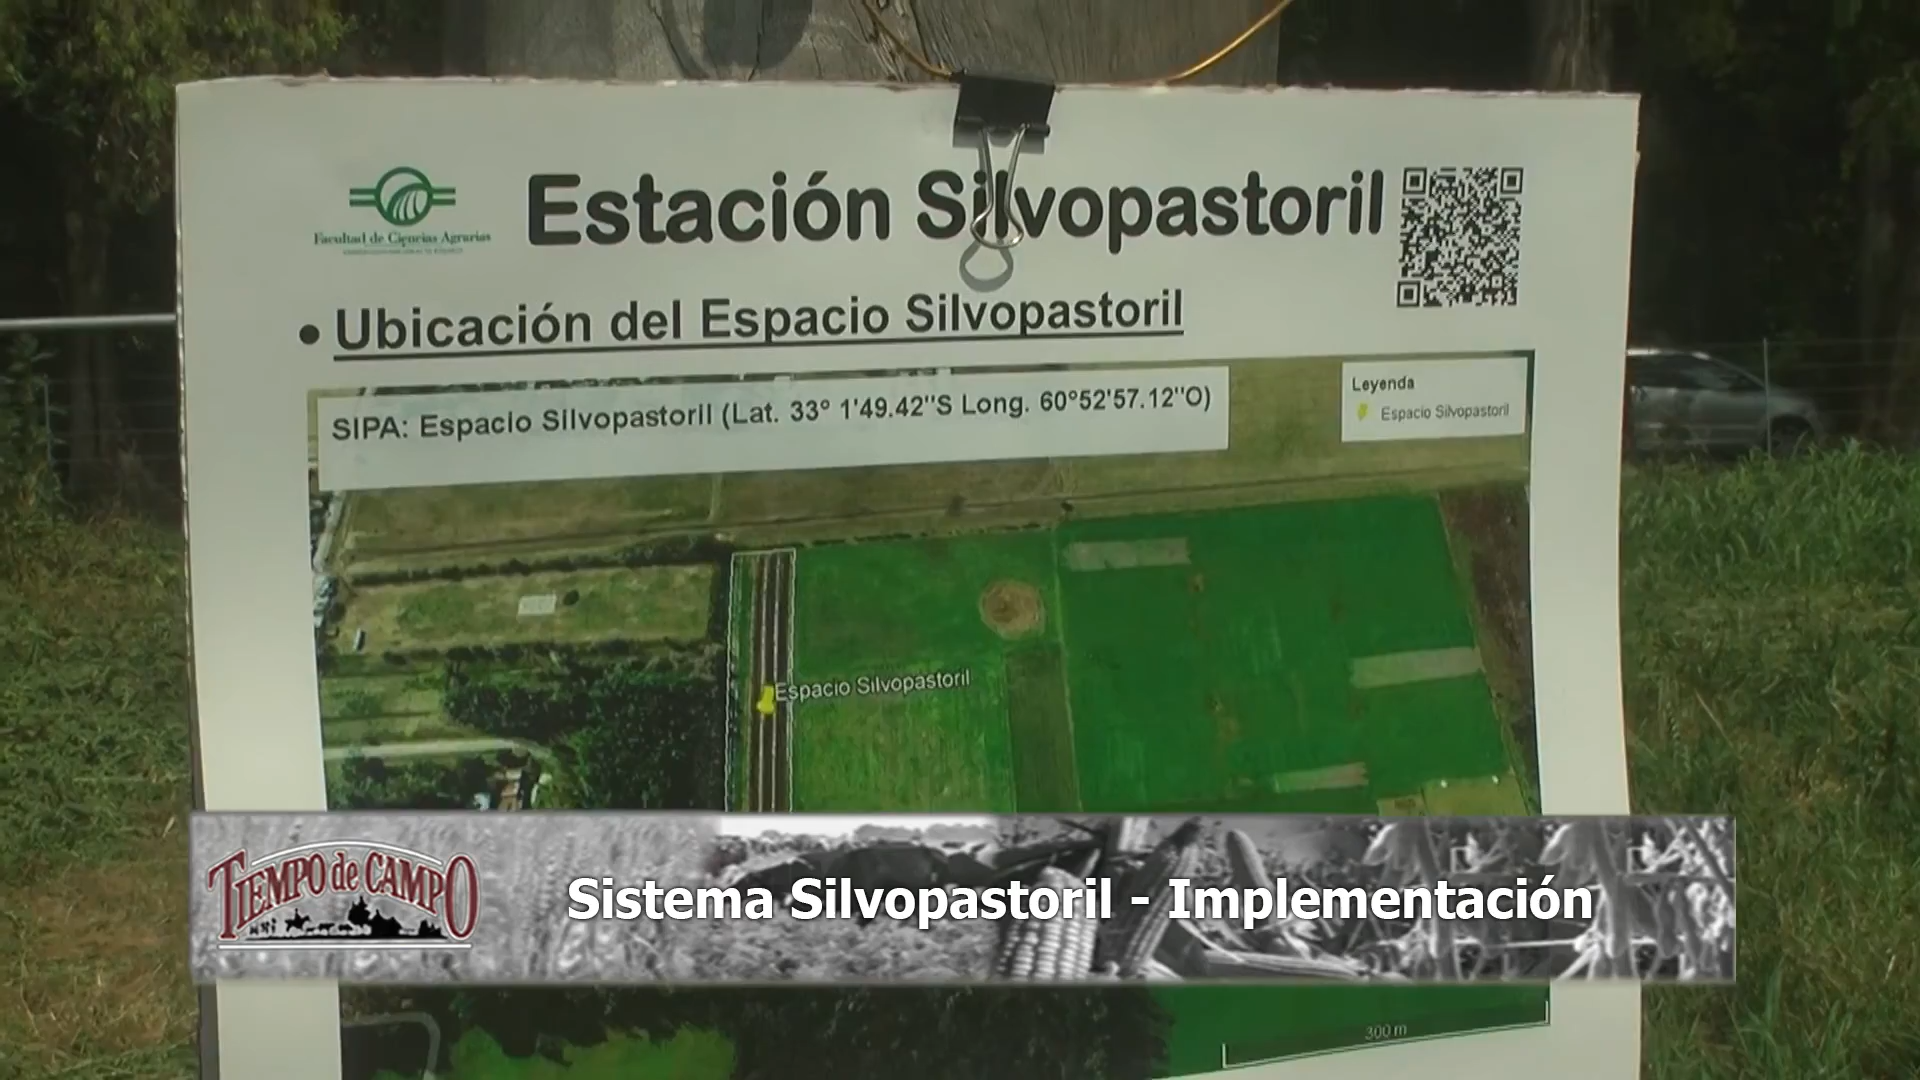 Estación Silvopastoril
Facultad de Ciencias Agrarias
• Ubicación del Espacio Silvopastoril
SIPA: Espacio Silvopastoril (Lat. 33° 1'49.42''S Long. 60°52'57.12''O)
Leyenda
Espacio Silvopastoril
Espacio Silvopastoril
TIEMPO de CAMPO
Sistema Silvopastoril - Implementación
300 m